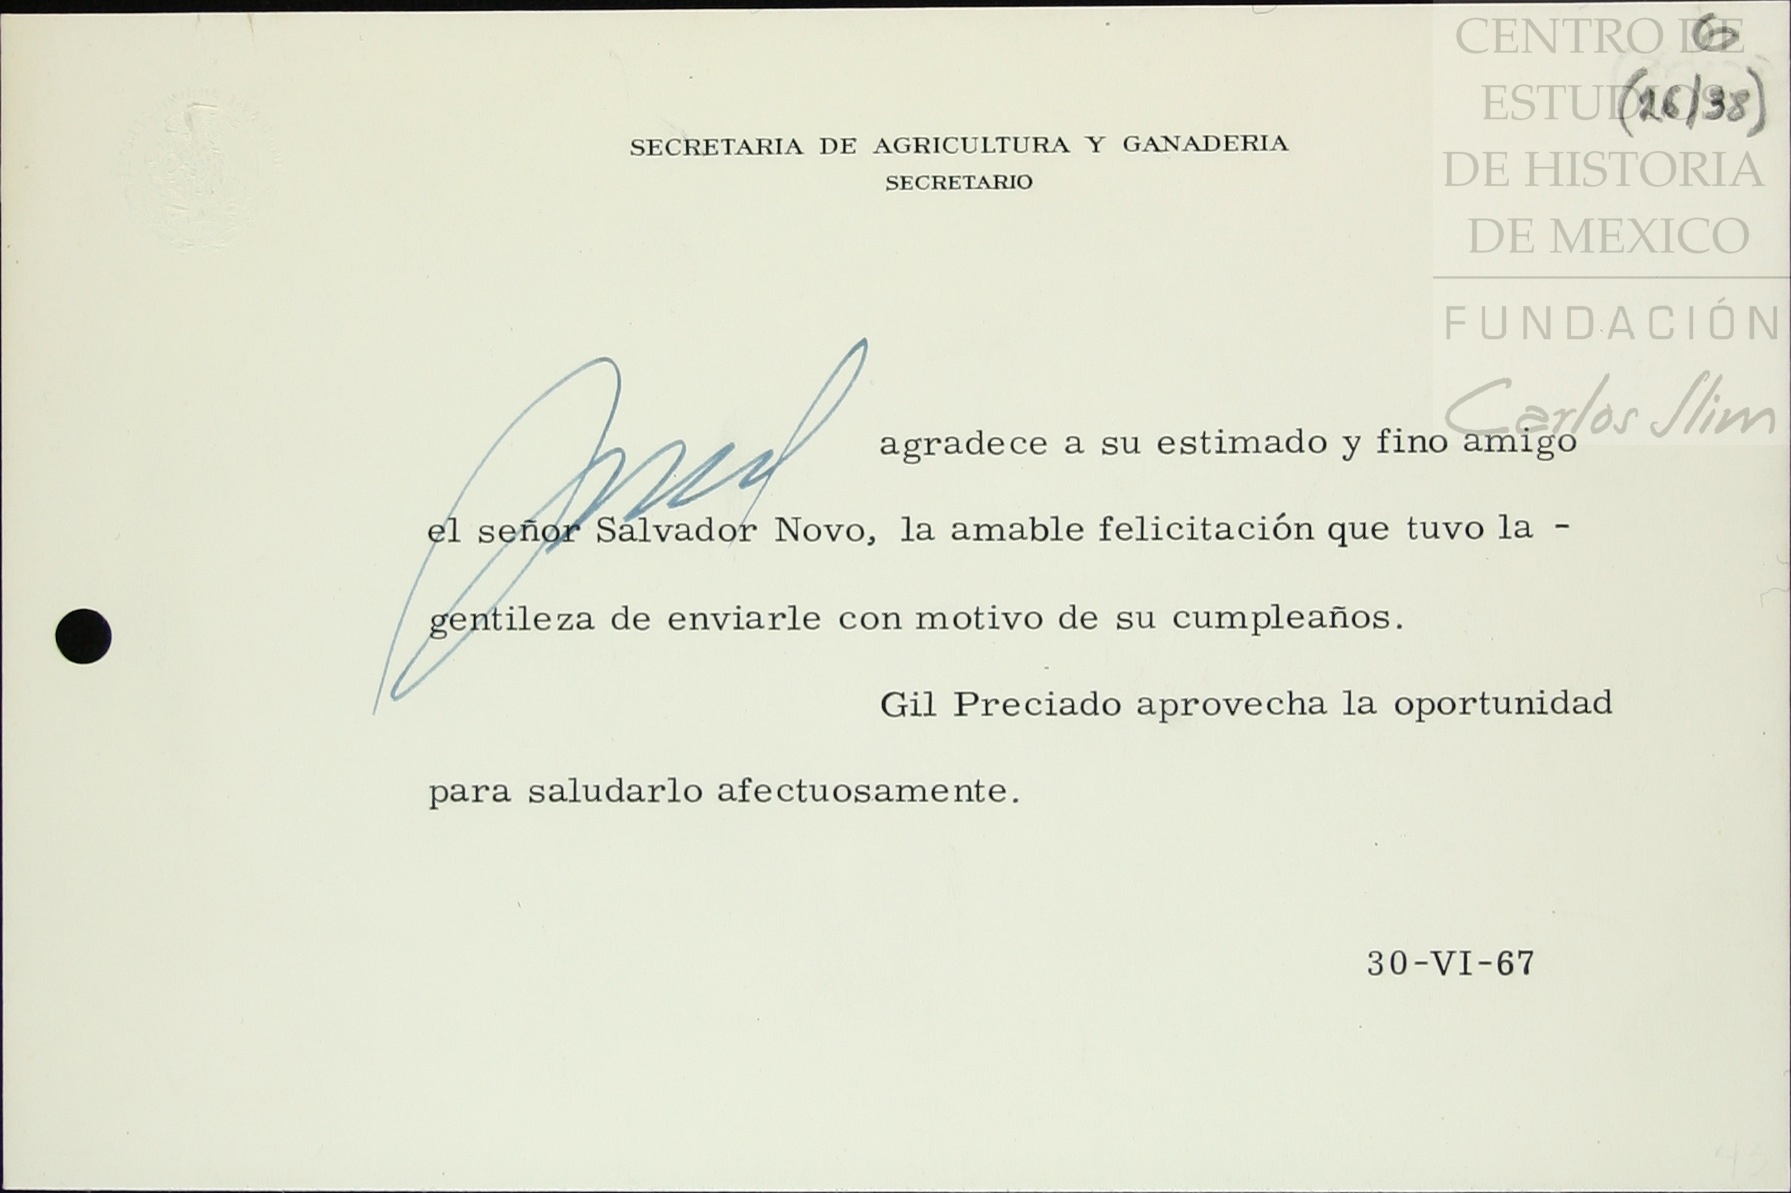 CENTRO DE
ESTUDIOS
DE HISTORIA
DE MEXICO
FUNDACIÓN
Carlos Slim
(26/38)
SECRETARIA DE AGRICULTURA Y GANADERIA
SECRETARIO
agradece a su estimado y fino amigo
el señor Salvador Novo, la amable felicitación que tuvo la -
gentileza de enviarle con motivo de su cumpleaños.
Gil Preciado aprovecha la oportunidad
para saludarlo afectuosamente.
30-VI-67